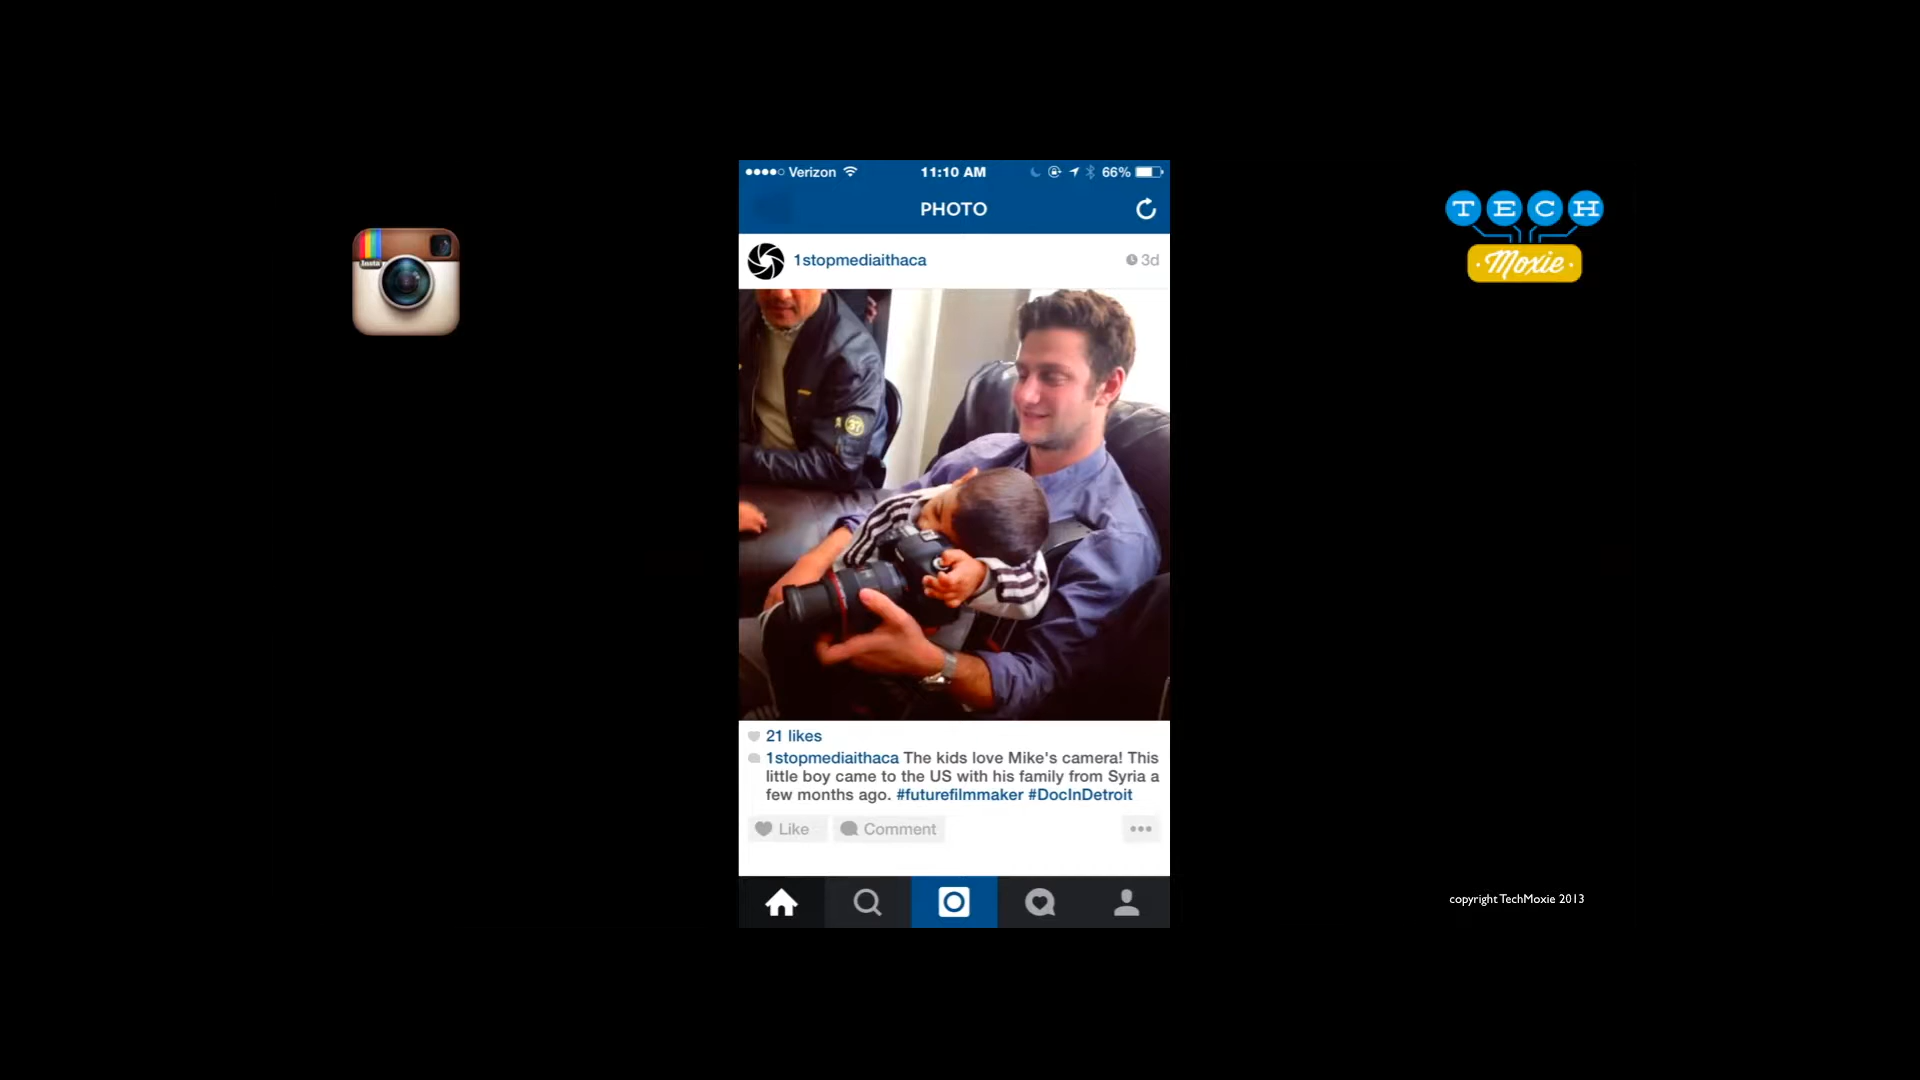 Verizon 11:10 AM 66%
PHOTO
1stopmediaithaca 3d
Insta
TECH
Moxie
37
21 likes
1stopmediaithaca The kids love Mike's camera! This
little boy came to the US with his family from Syria a
few months ago. #futurefilmmaker #DocInDetroit
Like Comment
copyright TechMoxie 2013